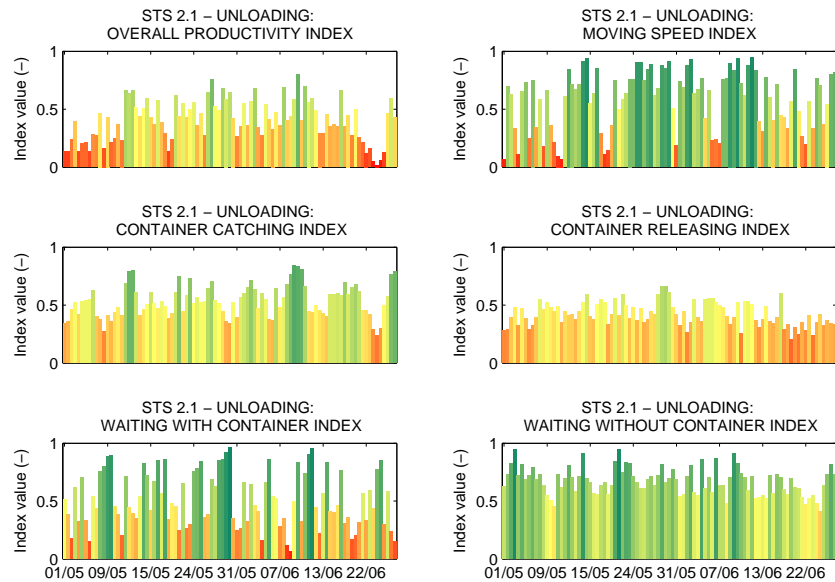 STS 2.1 − UNLOADING:
OVERALL PRODUCTIVITY INDEX
Index value (−)
1
0.5
0
STS 2.1 − UNLOADING:
MOVING SPEED INDEX
Index value (−)
1
0.5
0
STS 2.1 − UNLOADING:
CONTAINER CATCHING INDEX
Index value (−)
1
0.5
0
STS 2.1 − UNLOADING:
CONTAINER RELEASING INDEX
Index value (−)
1
0.5
0
STS 2.1 − UNLOADING:
WAITING WITH CONTAINER INDEX
Index value (−)
1
0.5
0
01/05 09/05 15/05 24/05 31/05 07/06 13/06 22/06
STS 2.1 − UNLOADING:
WAITING WITHOUT CONTAINER INDEX
Index value (−)
1
0.5
0
01/05 09/05 15/05 24/05 31/05 07/06 13/06 22/06